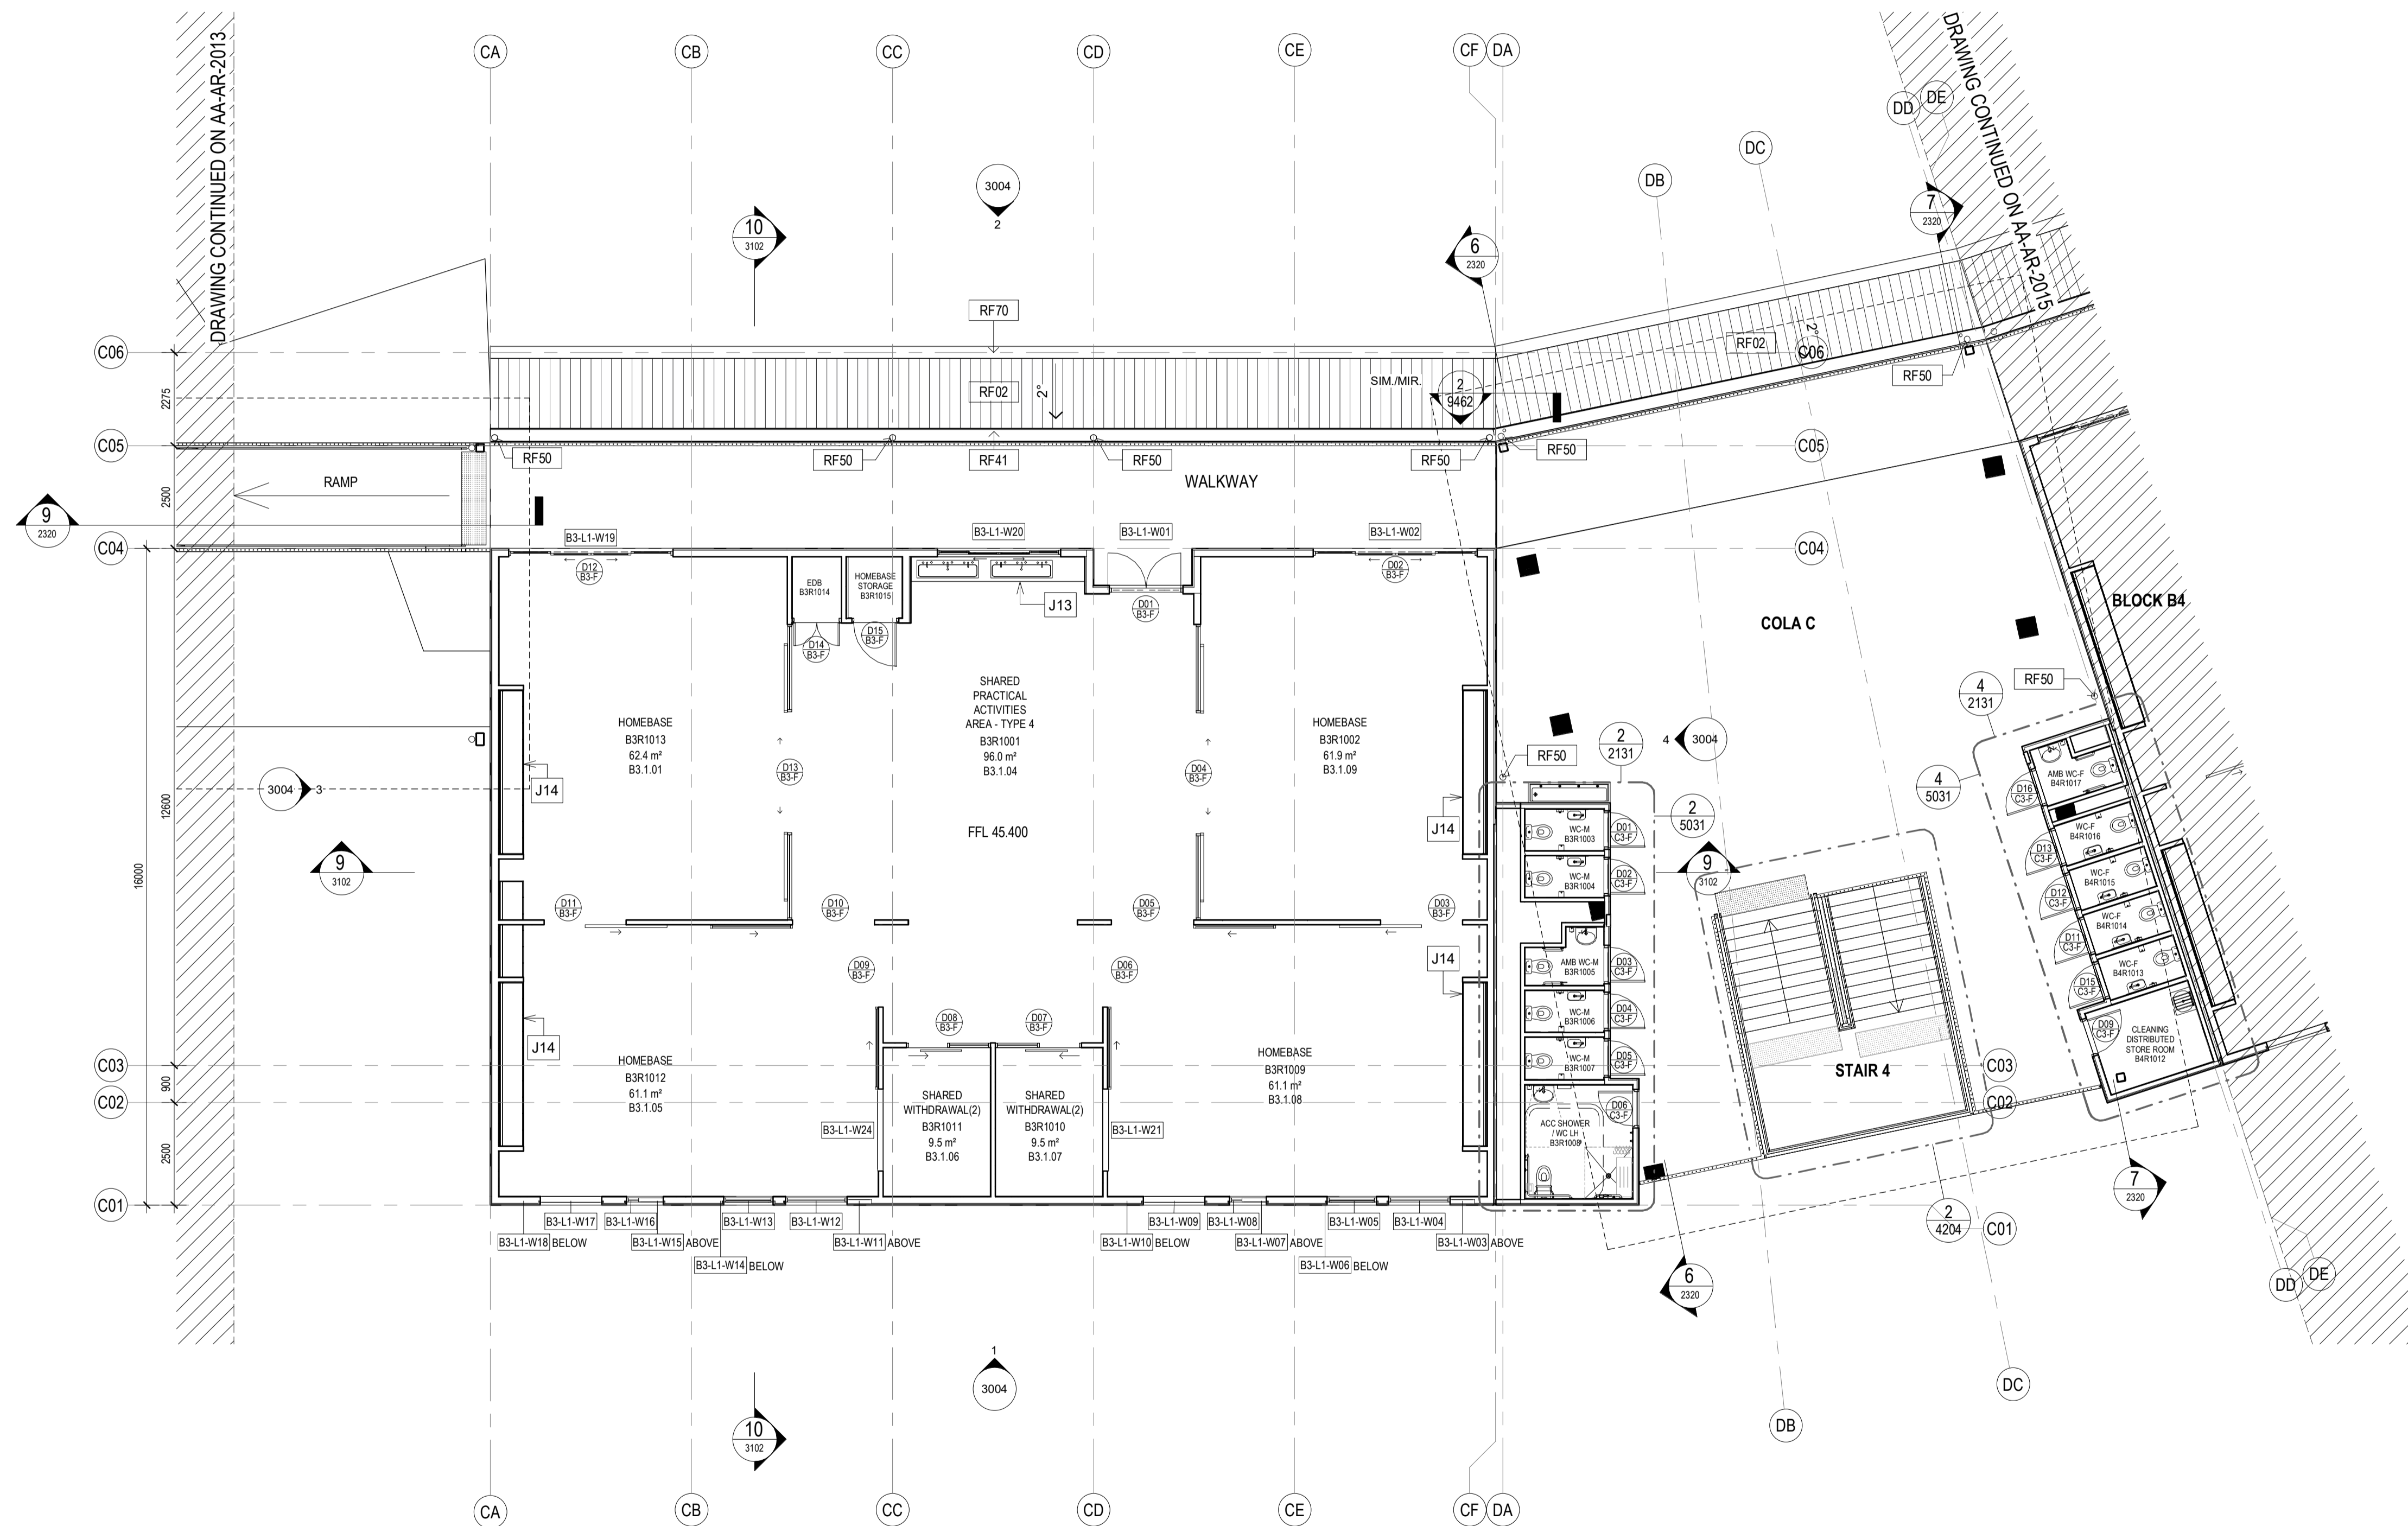 DRAWING CONTINUED ON AA-AR-2013
DRAWING CONTINUED ON AA-AR-2015
CA
CB
CC
CD
CE
CF
DA
DB
DC
DD
DE
10
3102
3004
2
6
2320
7
2320
RF70
RF02
2°
SIM./MIR.
2
9462
RF02
2°
C06
C06
RF50
2275
C05
RF50
RF50
RF41
RF50
RF50
RF50
C05
RAMP
WALKWAY
2500
9
2320
C04
B3-L1-W19
B3-L1-W20
B3-L1-W01
B3-L1-W02
C04
D12
B3-F
EDB
B3R1014
HOMEBASE
STORAGE
B3R1015
J13
D01
B3-F
D02
B3-F
D14
B3-F
D15
B3-F
COLA C
BLOCK B4
HOMEBASE
B3R1013
62.4 m²
B3.1.01
SHARED
PRACTICAL
ACTIVITIES
AREA - TYPE 4
B3R1001
96.0 m²
B3.1.04
HOMEBASE
B3R1002
61.9 m²
B3.1.09
RF50
4
2131
2
2131
4
3004
RF50
D13
B3-F
D04
B3-F
3004
3
J14
J14
FFL 45.400
4
5031
2
5031
12600
16000
9
3102
9
3102
WC-M
B3R1003
D01
C3-F
WC-M
B3R1004
D02
C3-F
AMB WC-F
B4R1017
D16
C3-F
WC-F
B4R1016
D13
C3-F
WC-F
B4R1015
D12
C3-F
WC-F
B4R1014
D11
C3-F
WC-F
B4R1013
D15
C3-F
D11
B3-F
D10
B3-F
D05
B3-F
D03
B3-F
D09
B3-F
D06
B3-F
J14
AMB WC-M
B3R1005
D03
C3-F
WC-M
B3R1006
D04
C3-F
WC-M
B3R1007
D05
C3-F
D08
B3-F
D07
B3-F
J14
D09
C3-F
CLEANING
DISTRIBUTED
STORE ROOM
B4R1012
C03
HOMEBASE
B3R1012
61.1 m²
B3.1.05
HOMEBASE
B3R1009
61.1 m²
B3.1.08
STAIR 4
C03
900
C02
C02
SHARED
WITHDRAWAL(2)
B3R1011
9.5 m²
B3.1.06
SHARED
WITHDRAWAL(2)
B3R1010
9.5 m²
B3.1.07
B3-L1-W24
B3-L1-W21
D06
C3-F
ACC SHOWER
/ WC LH
B3R1008
2500
C01
B3-L1-W17
B3-L1-W16
B3-L1-W13
B3-L1-W12
B3-L1-W09
B3-L1-W08
B3-L1-W05
B3-L1-W04
B3-L1-W18 BELOW
B3-L1-W15 ABOVE
B3-L1-W11 ABOVE
B3-L1-W10 BELOW
B3-L1-W07 ABOVE
B3-L1-W03 ABOVE
B3-L1-W14 BELOW
B3-L1-W06 BELOW
2
4204
C01
7
2320
6
2320
1
3004
10
3102
DD
DE
DC
DB
CA
CB
CC
CD
CE
CF
DA